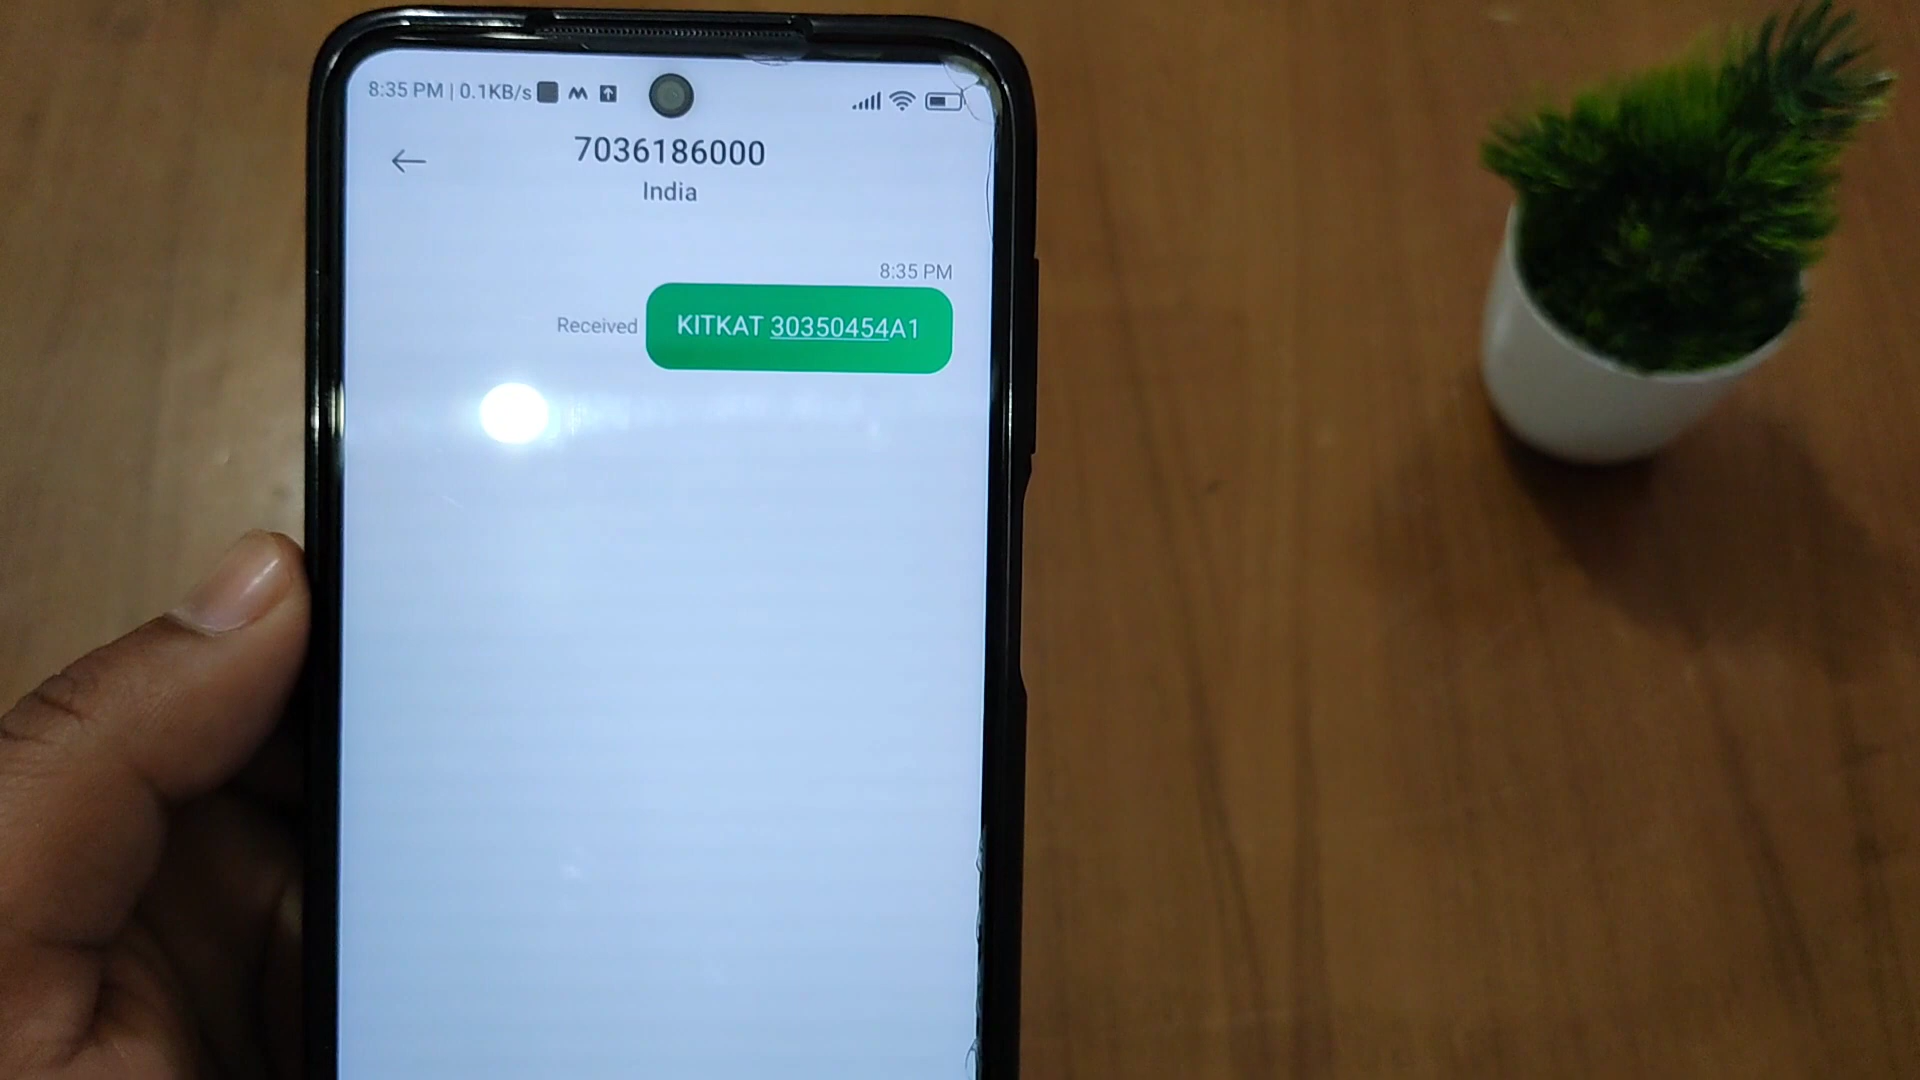 8:35 PM | 0.1KB/s
7036186000
India
8:35 PM
Received
KITKAT 30350454A1